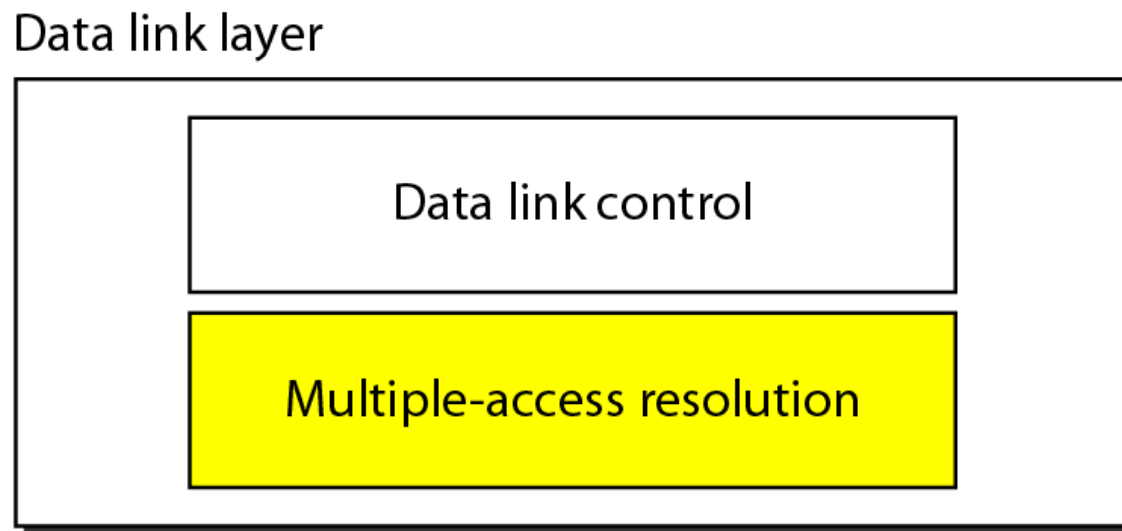 Data link layer
Data link control
Multiple-access resolution